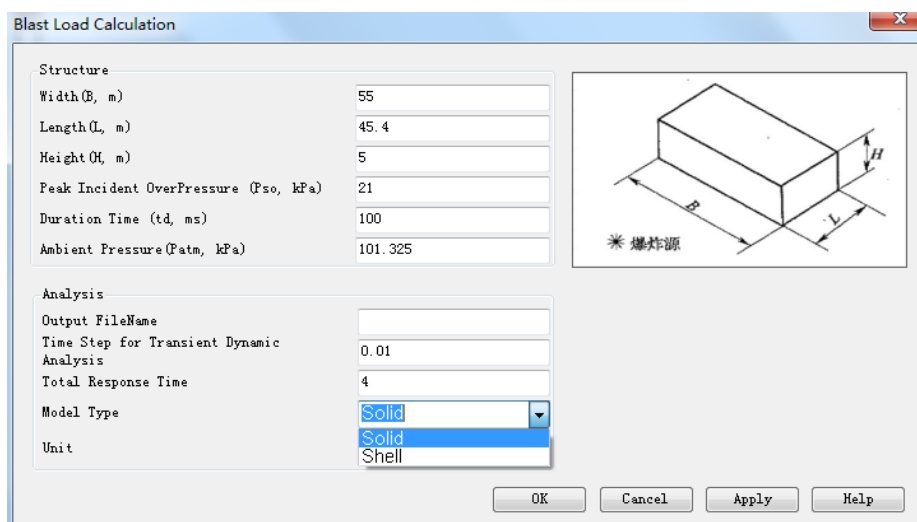 Blast Load Calculation
x
Structure
Width(B, m)
55
Length(L, m)
45.4
Height(H, m)
5
Peak Incident OverPressure (Pso, kPa)
21
Duration Time (td, ms)
100
Ambient Pressure(Patm, kPa)
101.325
H
B
L
爆炸源
Analysis
Output FileName
Time Step for Transient Dynamic
Analysis
0.01
Total Response Time
4
Model Type
Solid
Solid
Shell
Unit
OK
Cancel
Apply
Help